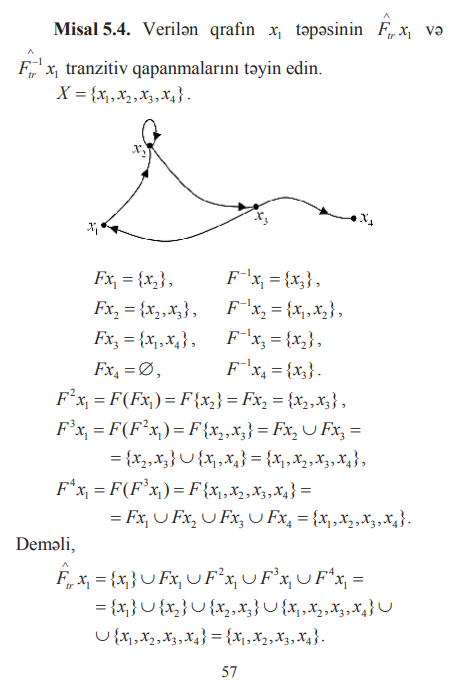 Misal 5.4. Verilən qrafın x₁ təpəsinin F̂ₜᵣ x₁ və
F̂ₜᵣ⁻¹ x₁ tranzitiv qapanmalarını təyin edin.
X = {x₁, x₂, x₃, x₄}.
x₂
x₁
x₃
x₄
Fx₁ = {x₂}, F⁻¹x₁ = {x₃},
Fx₂ = {x₂, x₃}, F⁻¹x₂ = {x₁, x₂},
Fx₃ = {x₁, x₄}, F⁻¹x₃ = {x₂},
Fx₄ = ∅, F⁻¹x₄ = {x₃}.
F²x₁ = F(Fx₁) = F{x₂} = Fx₂ = {x₂, x₃},
F³x₁ = F(F²x₁) = F{x₂, x₃} = Fx₂ ∪ Fx₃ =
= {x₂, x₃} ∪ {x₁, x₄} = {x₁, x₂, x₃, x₄},
F⁴x₁ = F(F³x₁) = F{x₁, x₂, x₃, x₄} =
= Fx₁ ∪ Fx₂ ∪ Fx₃ ∪ Fx₄ = {x₁, x₂, x₃, x₄}.
Deməli,
F̂ₜᵣ x₁ = {x₁} ∪ Fx₁ ∪ F²x₁ ∪ F³x₁ ∪ F⁴x₁ =
= {x₁} ∪ {x₂} ∪ {x₂, x₃} ∪ {x₁, x₂, x₃, x₄} ∪
∪ {x₁, x₂, x₃, x₄} = {x₁, x₂, x₃, x₄}.
57